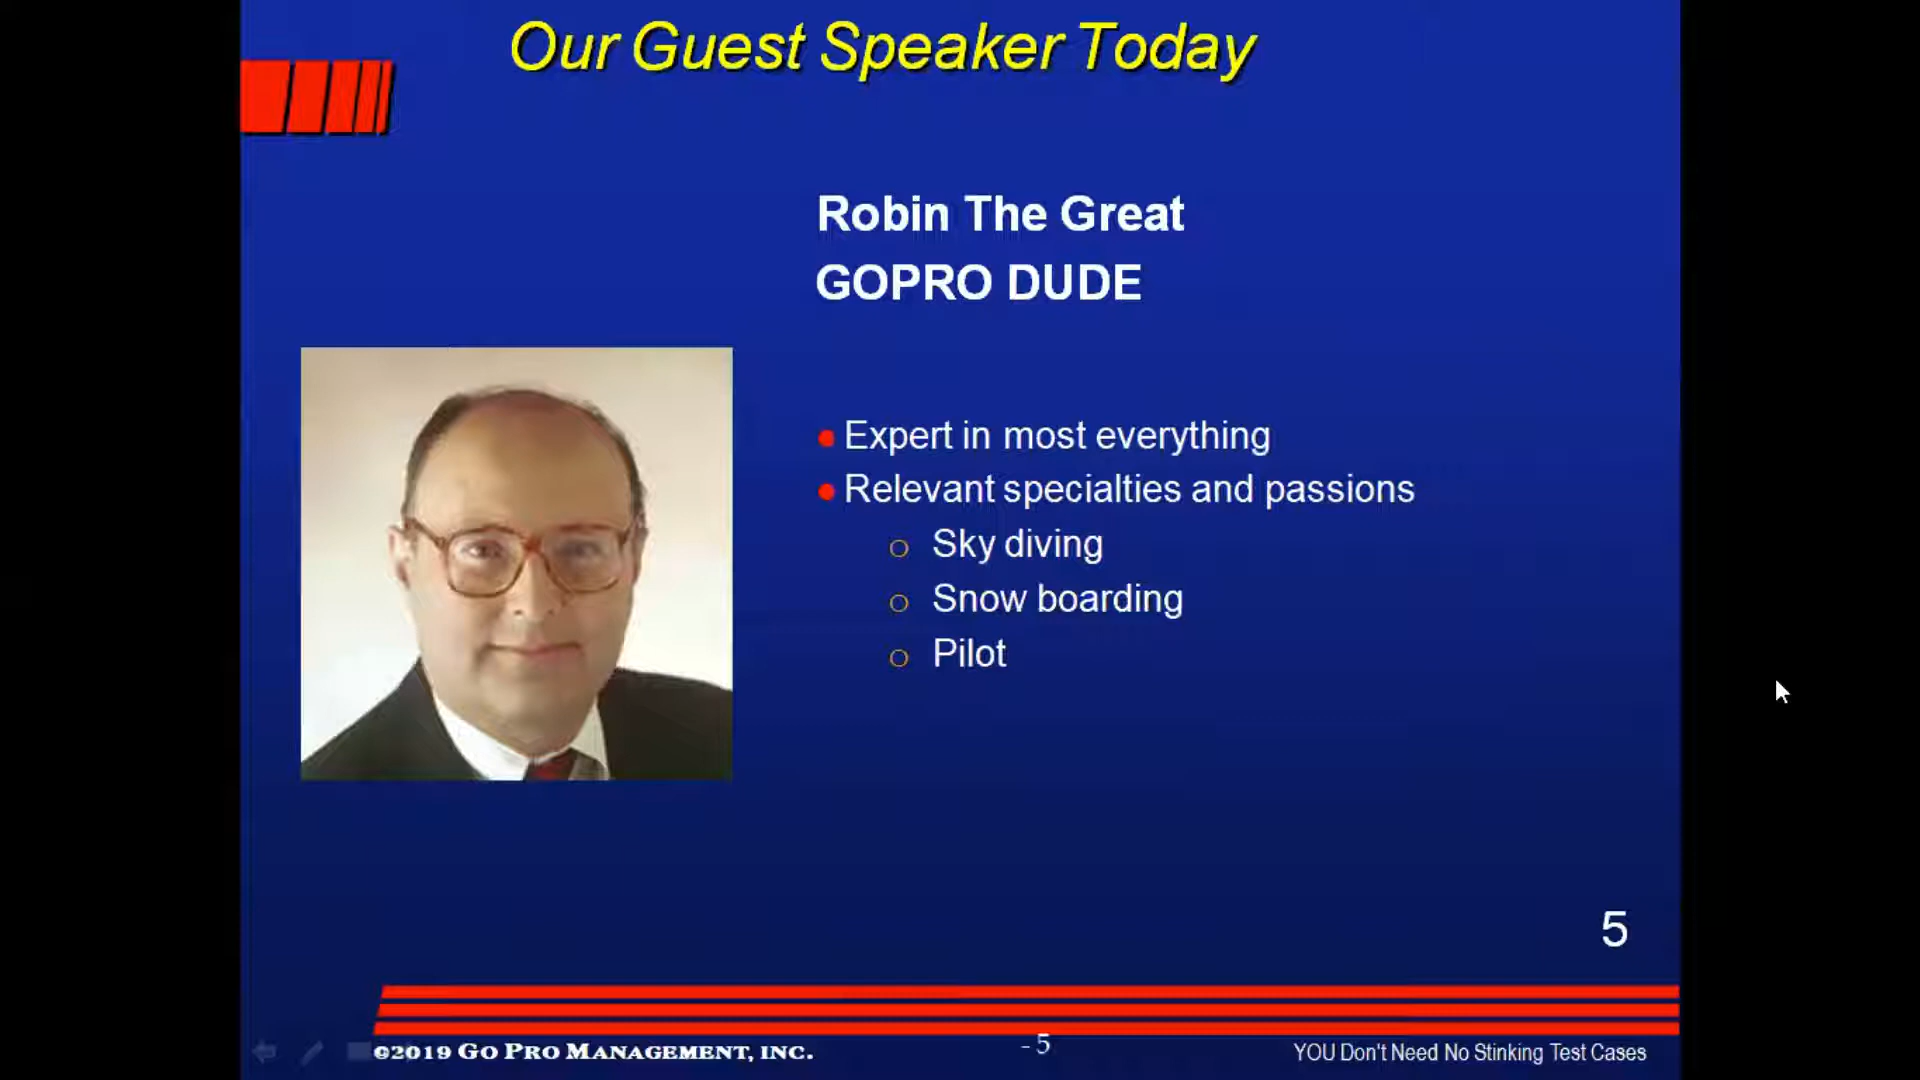 Our Guest Speaker Today
Robin The Great
GOPRO DUDE
Expert in most everything
Relevant specialties and passions
Sky diving
Snow boarding
Pilot
5
©2019 GO PRO MANAGEMENT, INC.
- 5
YOU Don't Need No Stinking Test Cases